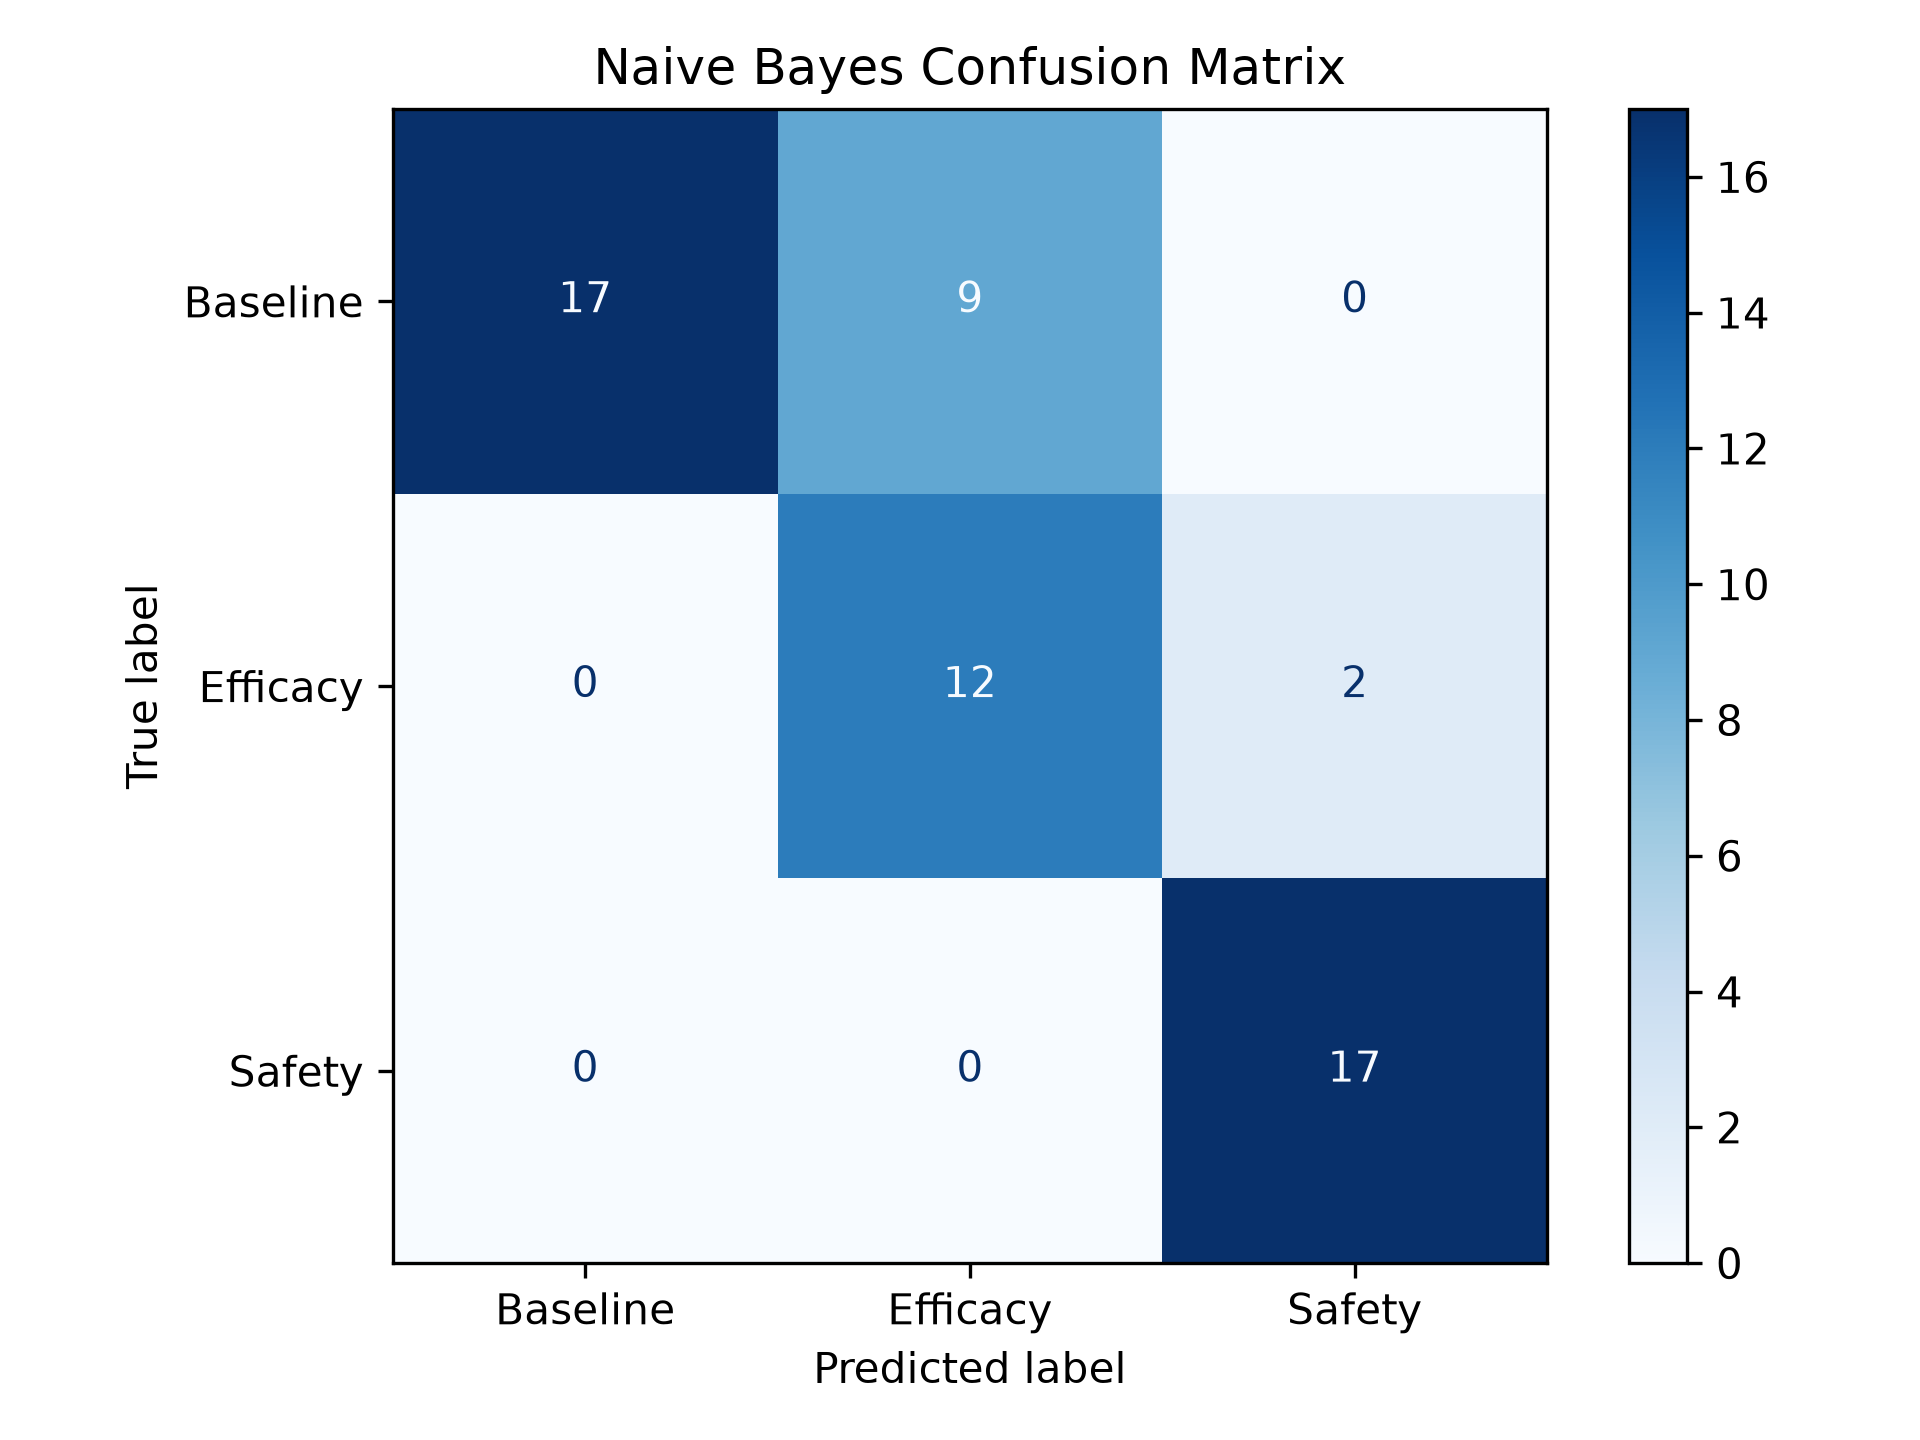 Naive Bayes Confusion Matrix
True label
Baseline 17 9 0
Efficacy 0 12 2
Safety 0 0 17
Baseline Efficacy Safety
Predicted label
16
14
12
10
8
6
4
2
0